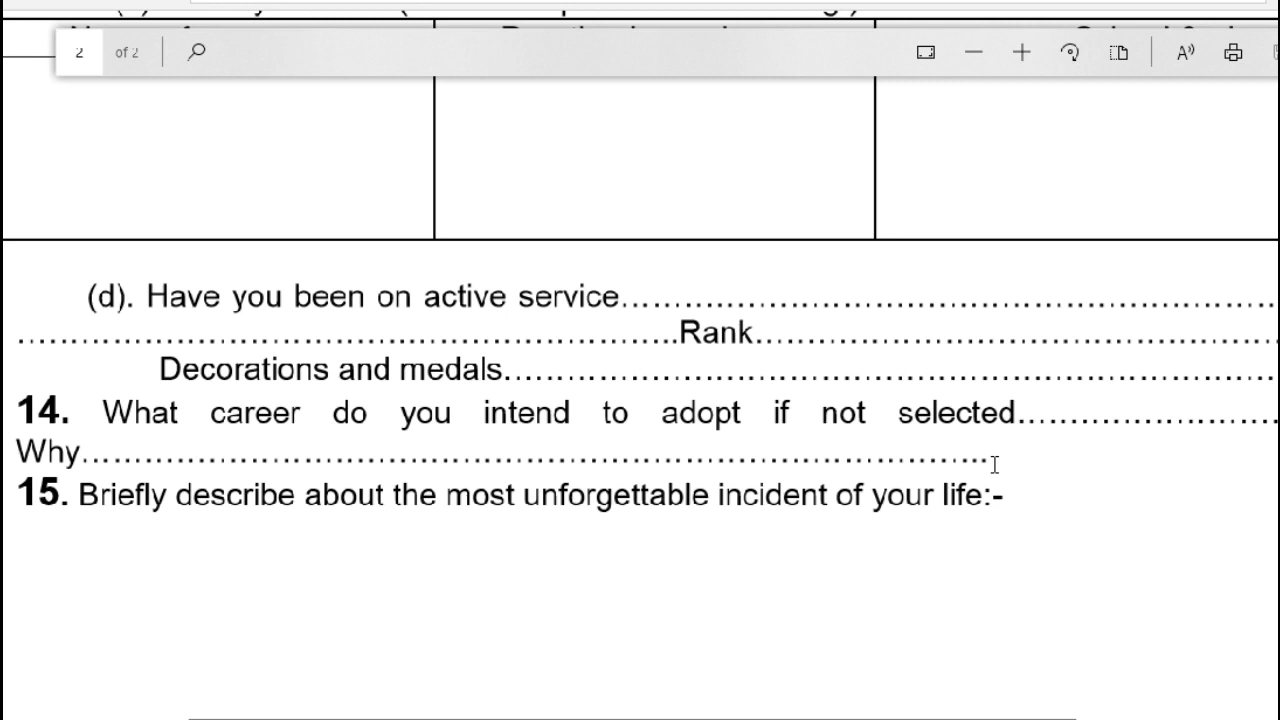 2 of 2
(d). Have you been on active service................................................
....................................................................Rank......................................................
Decorations and medals................................................................................
14. What career do you intend to adopt if not selected...........................
Why.............................................................................................
15. Briefly describe about the most unforgettable incident of your life:-